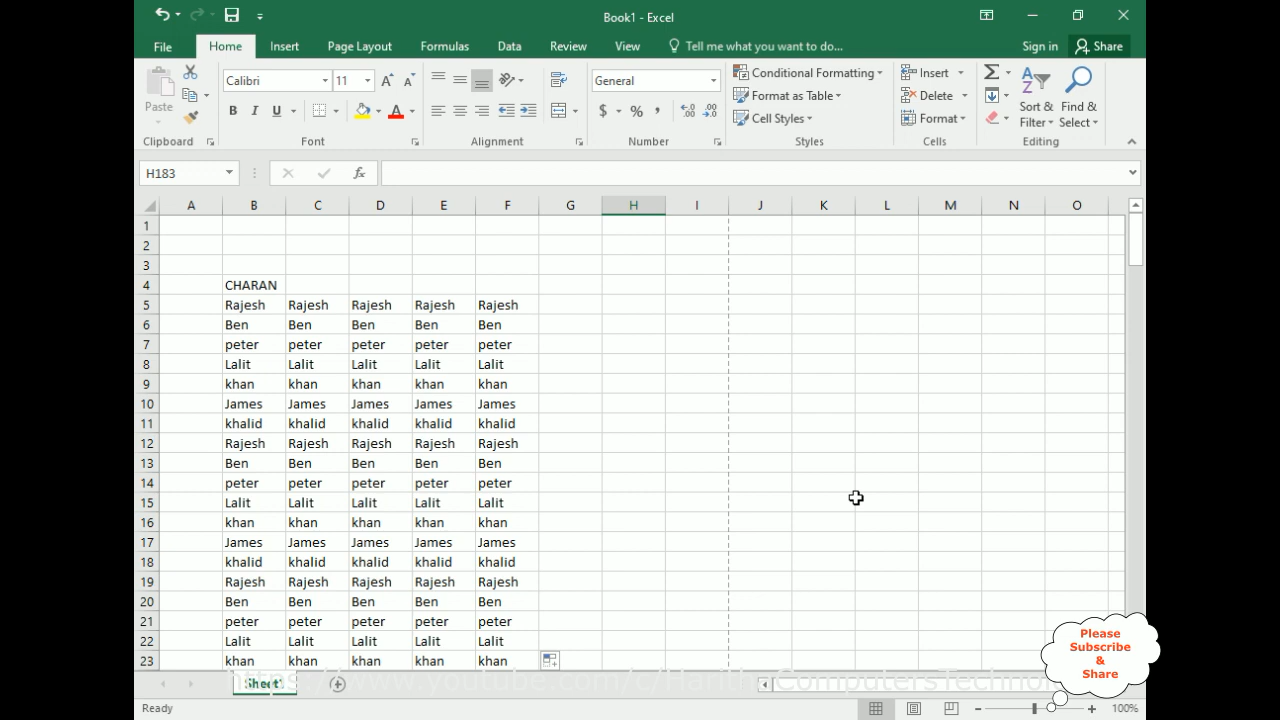 Book1 - Excel
File Home Insert Page Layout Formulas Data Review View Tell me what you want to do... Sign in Share
Paste Calibri 11 General Conditional Formatting Format as Table Cell Styles Insert Delete Format Sort & Filter Find & Select
Clipboard Font Alignment Number Styles Cells Editing
H183 fx
A B C D E F G H I J K L M N O
1
2
3
4 CHARAN
5 Rajesh Rajesh Rajesh Rajesh Rajesh
6 Ben Ben Ben Ben Ben
7 peter peter peter peter peter
8 Lalit Lalit Lalit Lalit Lalit
9 khan khan khan khan khan
10 James James James James James
11 khalid khalid khalid khalid khalid
12 Rajesh Rajesh Rajesh Rajesh Rajesh
13 Ben Ben Ben Ben Ben
14 peter peter peter peter peter
15 Lalit Lalit Lalit Lalit Lalit
16 khan khan khan khan khan
17 James James James James James
18 khalid khalid khalid khalid khalid
19 Rajesh Rajesh Rajesh Rajesh Rajesh
20 Ben Ben Ben Ben Ben
21 peter peter peter peter peter
22 Lalit Lalit Lalit Lalit Lalit
23 khan khan khan khan khan
Please
Subscribe
&
Share
Sheet1
Ready 100%